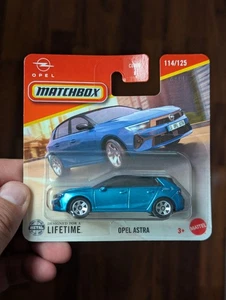 OPEL
MATCHBOX
114/125
LIFETIME
OPEL ASTRA
3+
MATTEL